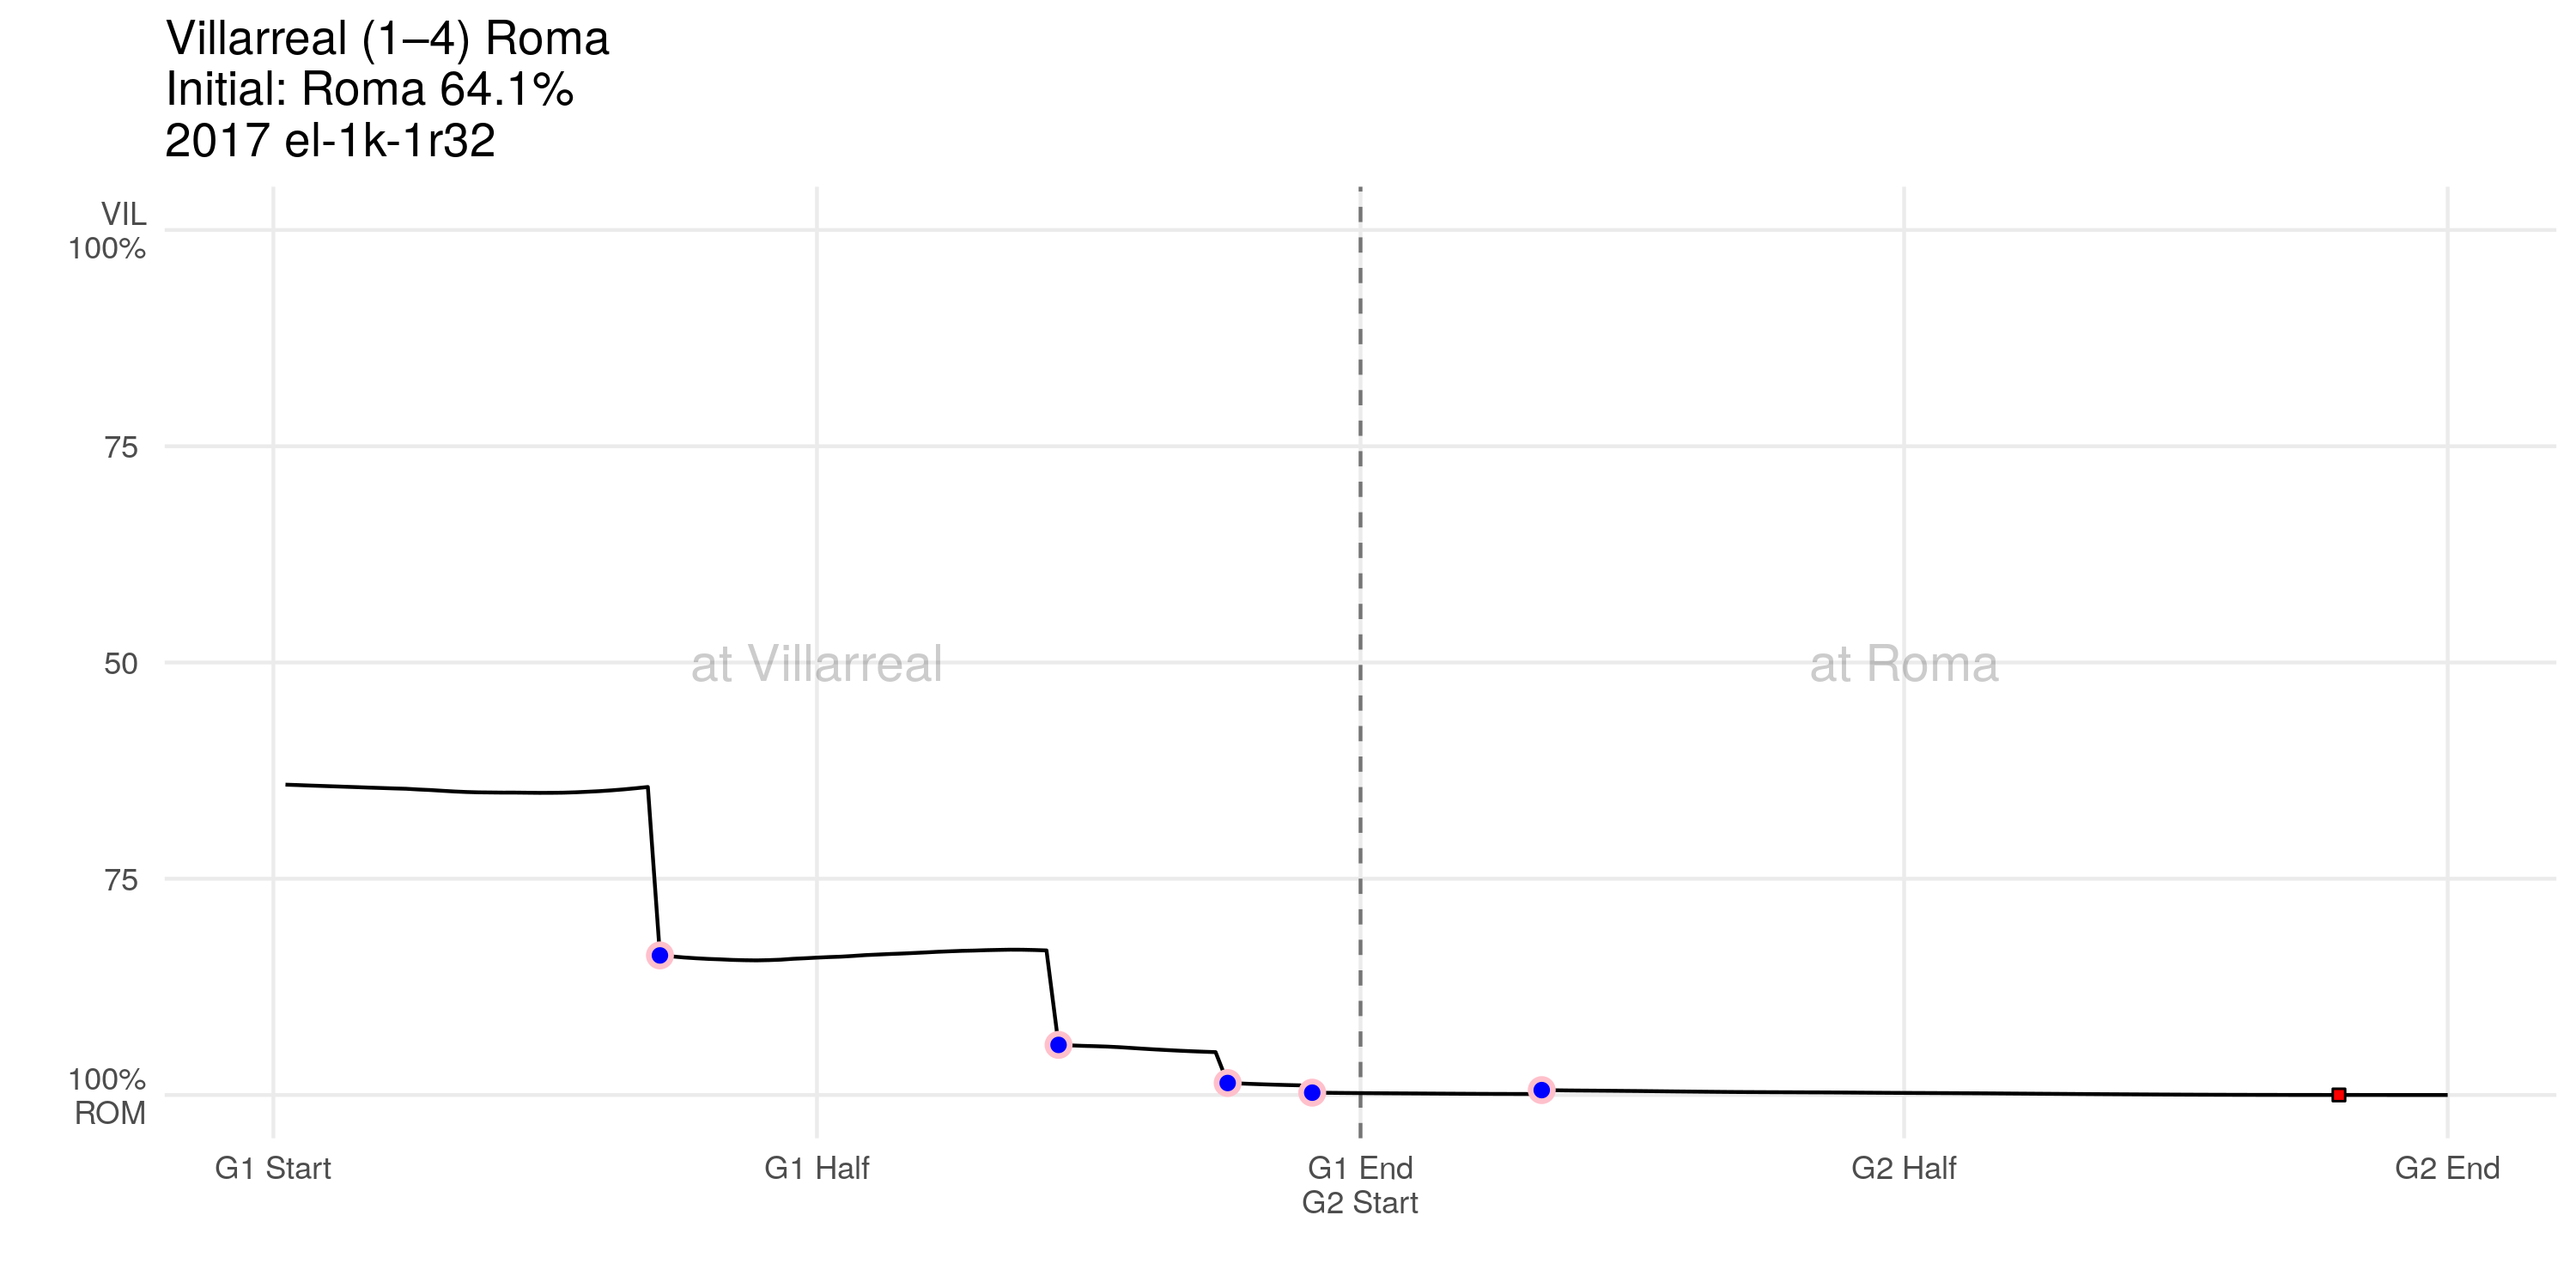 Villarreal (1–4) Roma
Initial: Roma 64.1%
2017 el-1k-1r32
VIL
100%
75
50
75
100%
ROM
at Villarreal
at Roma
G1 Start
G1 Half
G1 End
G2 Start
G2 Half
G2 End